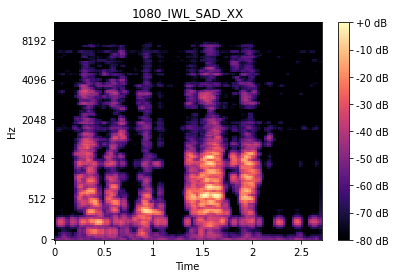 1080_IWL_SAD_XX
+0 dB
8192
-10 dB
4096
-20 dB
-30 dB
2048
Hz
-40 dB
1024
-50 dB
512
-60 dB
-70 dB
0
-80 dB
0 0.5 1 1.5 2 2.5
Time